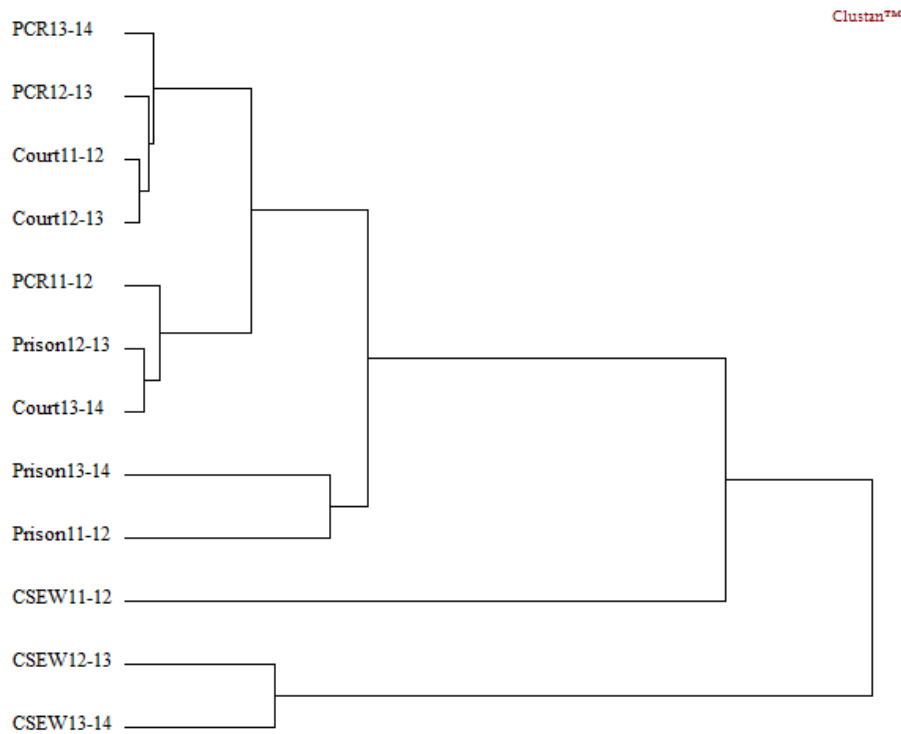 Clustan™
PCR13-14
PCR12-13
Court11-12
Court12-13
PCR11-12
Prison12-13
Court13-14
Prison13-14
Prison11-12
CSEW11-12
CSEW12-13
CSEW13-14